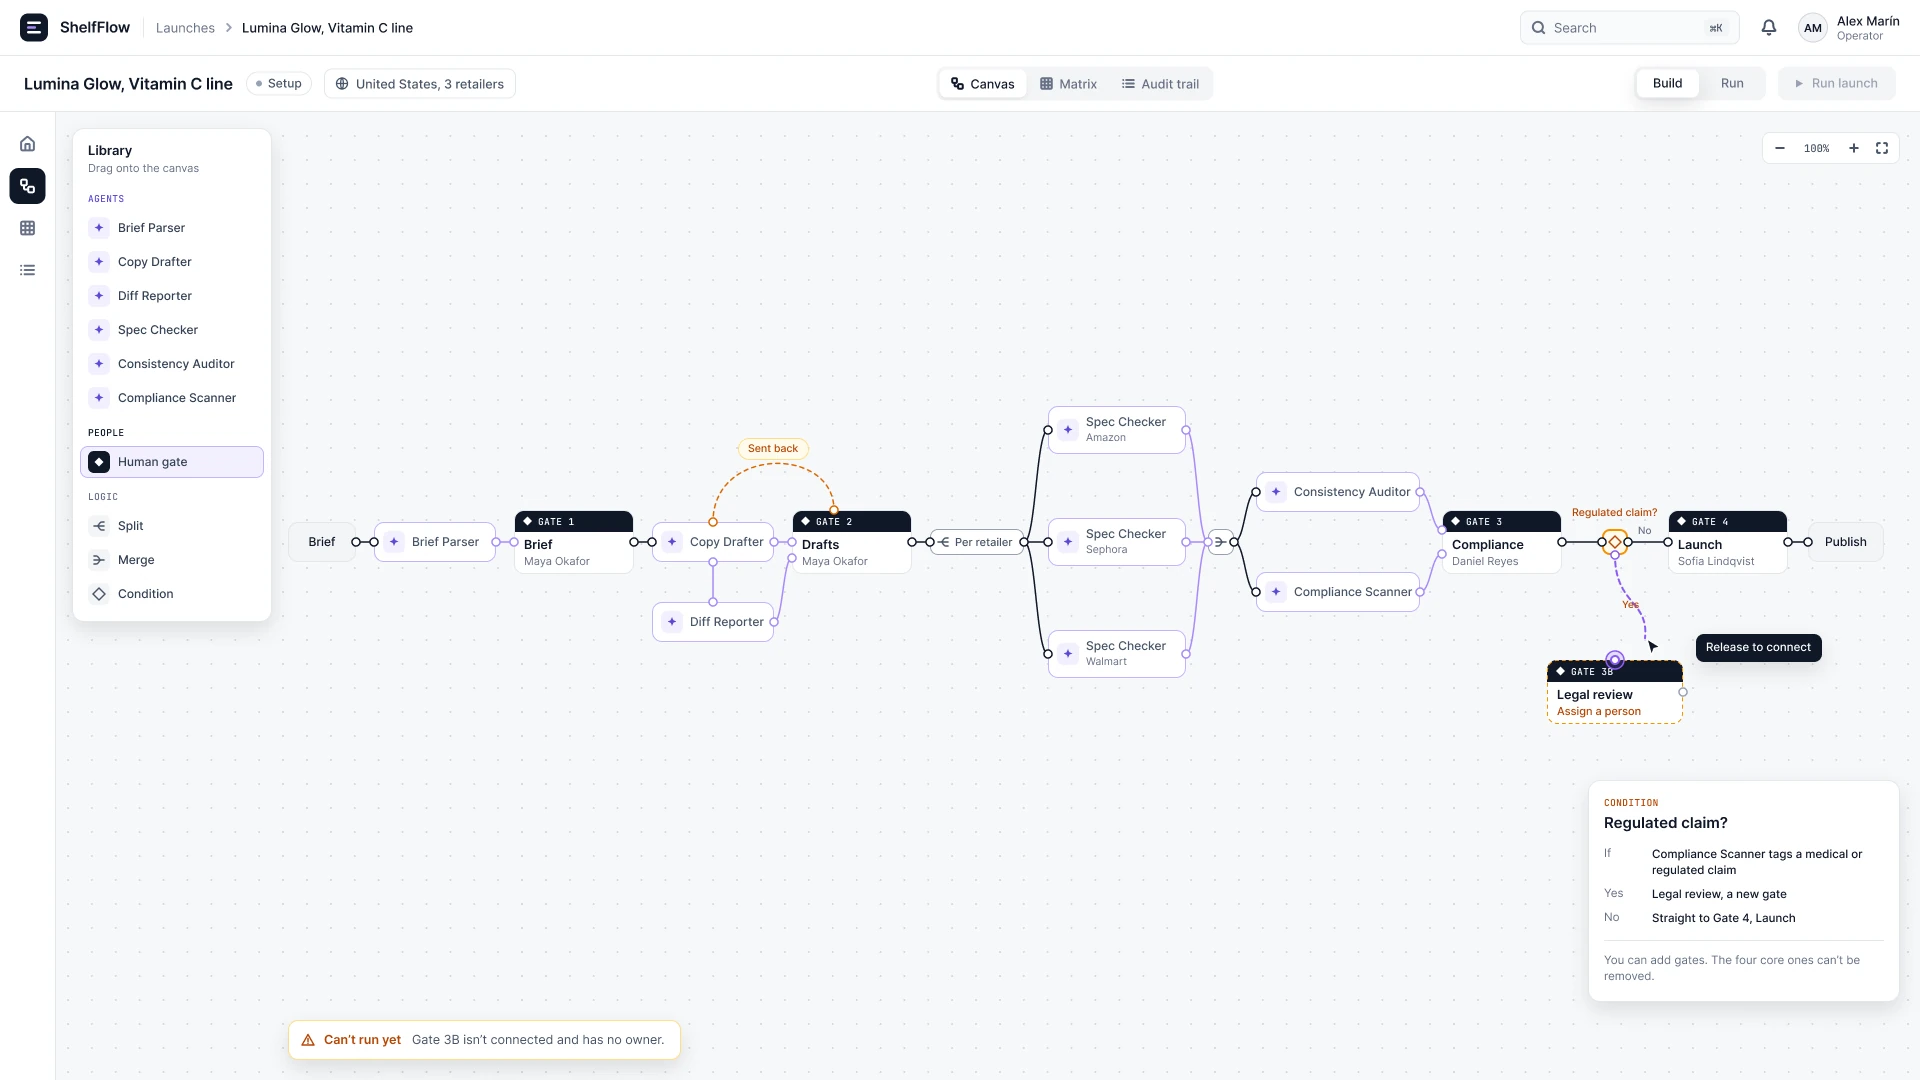 ShelfFlow
Launches
Lumina Glow, Vitamin C line
Search
⌘K
AM
Alex Marín
Operator
Lumina Glow, Vitamin C line
Setup
United States, 3 retailers
Canvas
Matrix
Audit trail
Build
Run
Run launch
Library
Drag onto the canvas
AGENTS
Brief Parser
Copy Drafter
Diff Reporter
Spec Checker
Consistency Auditor
Compliance Scanner
PEOPLE
Human gate
LOGIC
Split
Merge
Condition
100%
Brief
Brief Parser
GATE 1
Brief
Maya Okafor
Sent back
Copy Drafter
Diff Reporter
GATE 2
Drafts
Maya Okafor
Per retailer
Spec Checker
Amazon
Spec Checker
Sephora
Spec Checker
Walmart
Consistency Auditor
Compliance Scanner
GATE 3
Compliance
Daniel Reyes
Regulated claim?
No
Yes
GATE 4
Launch
Sofia Lindqvist
Publish
Release to connect
GATE 3B
Legal review
Assign a person
CONDITION
Regulated claim?
If
Compliance Scanner tags a medical or
regulated claim
Yes
Legal review, a new gate
No
Straight to Gate 4, Launch
You can add gates. The four core ones can't be
removed.
Can't run yet
Gate 3B isn't connected and has no owner.